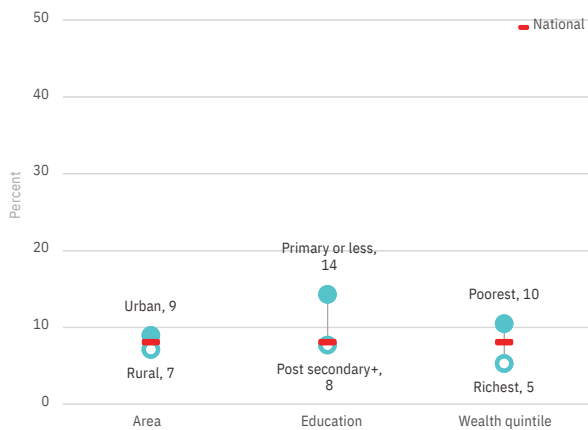 50
National
40
30
Percent
20
Primary or less,
14
Poorest, 10
Urban, 9
10
Rural, 7
Post secondary+,
8
Richest, 5
0
Area
Education
Wealth quintile